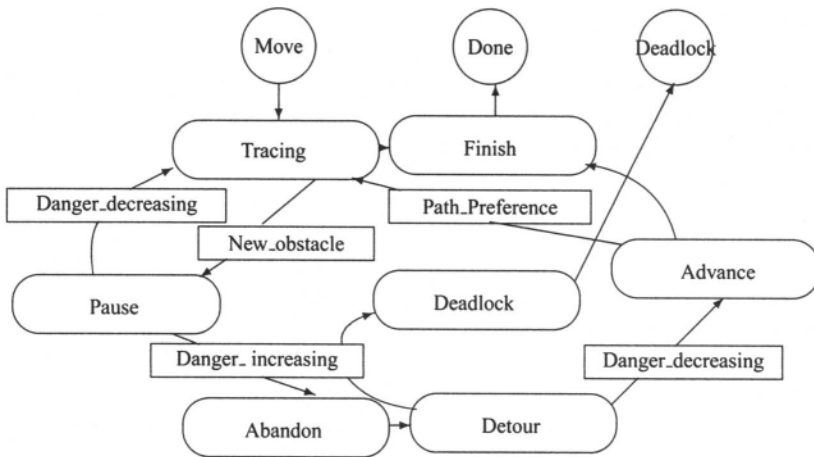 Move
Done
Deadlock
Tracing
Finish
Danger_decreasing
Path_Preference
New_obstacle
Advance
Pause
Deadlock
Danger_ increasing
Danger_decreasing
Abandon
Detour